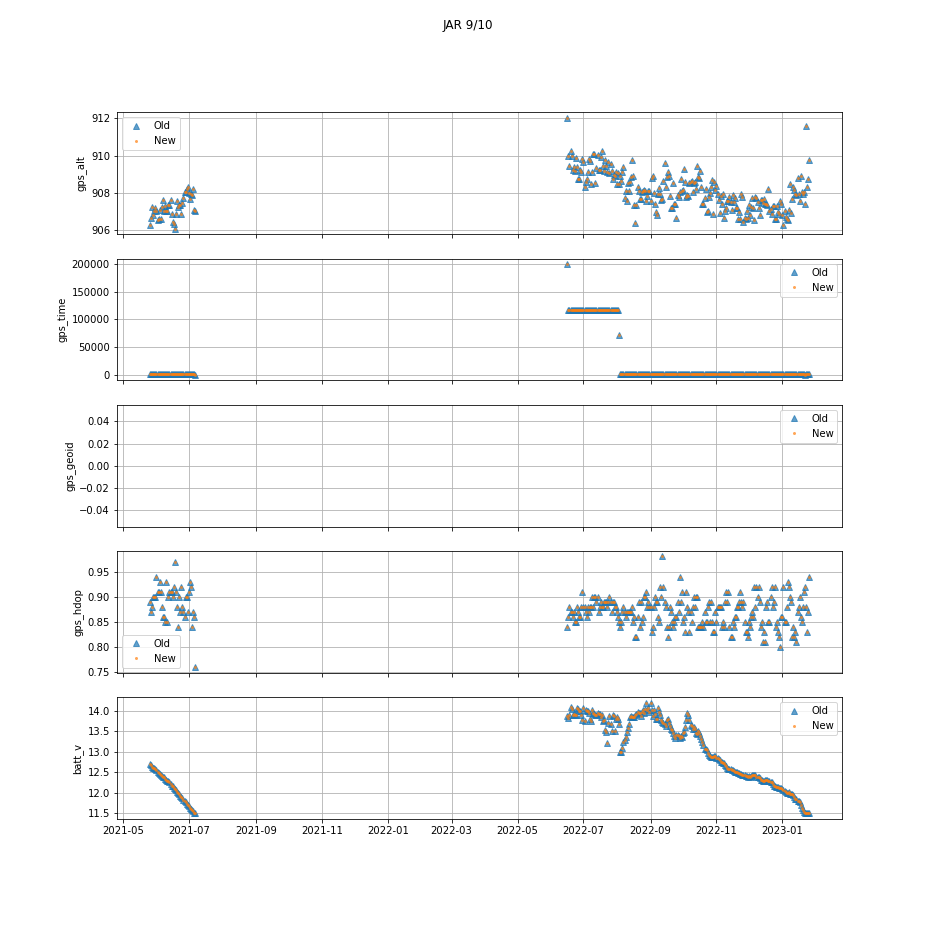 JAR 9/10
912
910
908
906
gps_alt
Old
New
200000
150000
100000
50000
0
gps_time
Old
New
0.04
0.02
0.00
−0.02
−0.04
gps_geoid
Old
New
0.95
0.90
0.85
0.80
0.75
gps_hdop
Old
New
14.0
13.5
13.0
12.5
12.0
11.5
batt_v
Old
New
2021-05 2021-07 2021-09 2021-11 2022-01 2022-03 2022-05 2022-07 2022-09 2022-11 2023-01